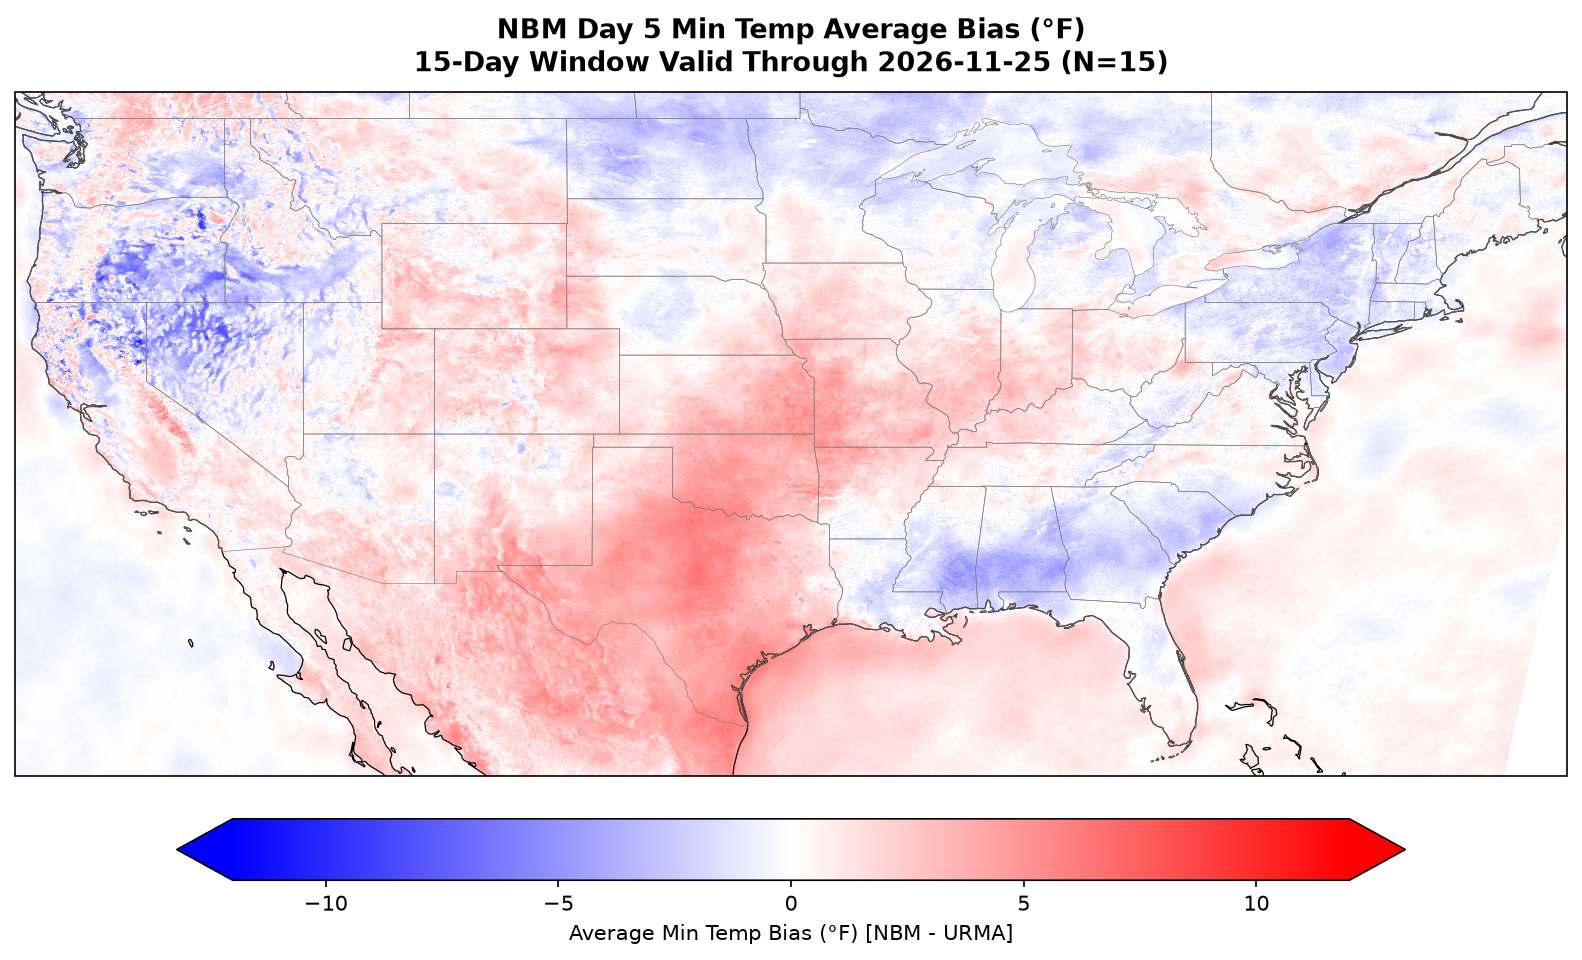 NBM Day 5 Min Temp Average Bias (°F)
15-Day Window Valid Through 2026-11-25 (N=15)
−10 −5 0 5 10
Average Min Temp Bias (°F) [NBM - URMA]